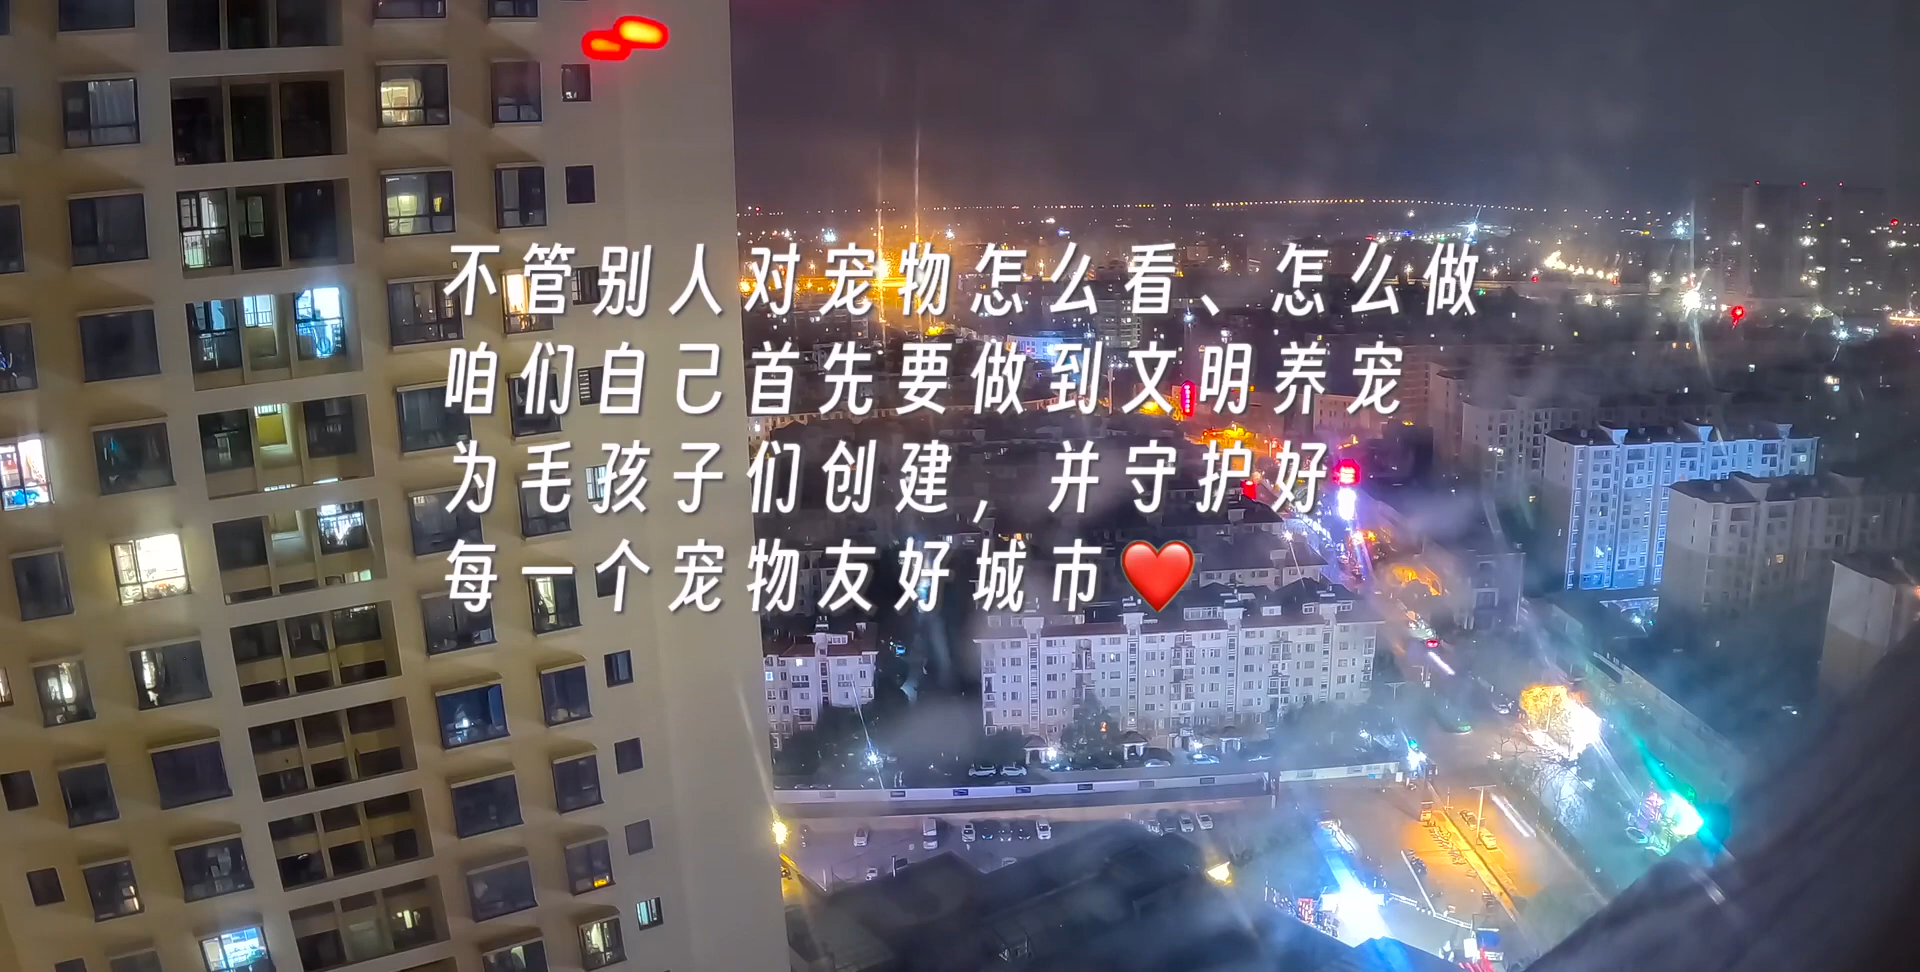 不管别人对宠物怎么看、怎么做
咱们自己首先要做到文明养宠
为毛孩子们创建，并守护好
每一个宠物友好城市❤️